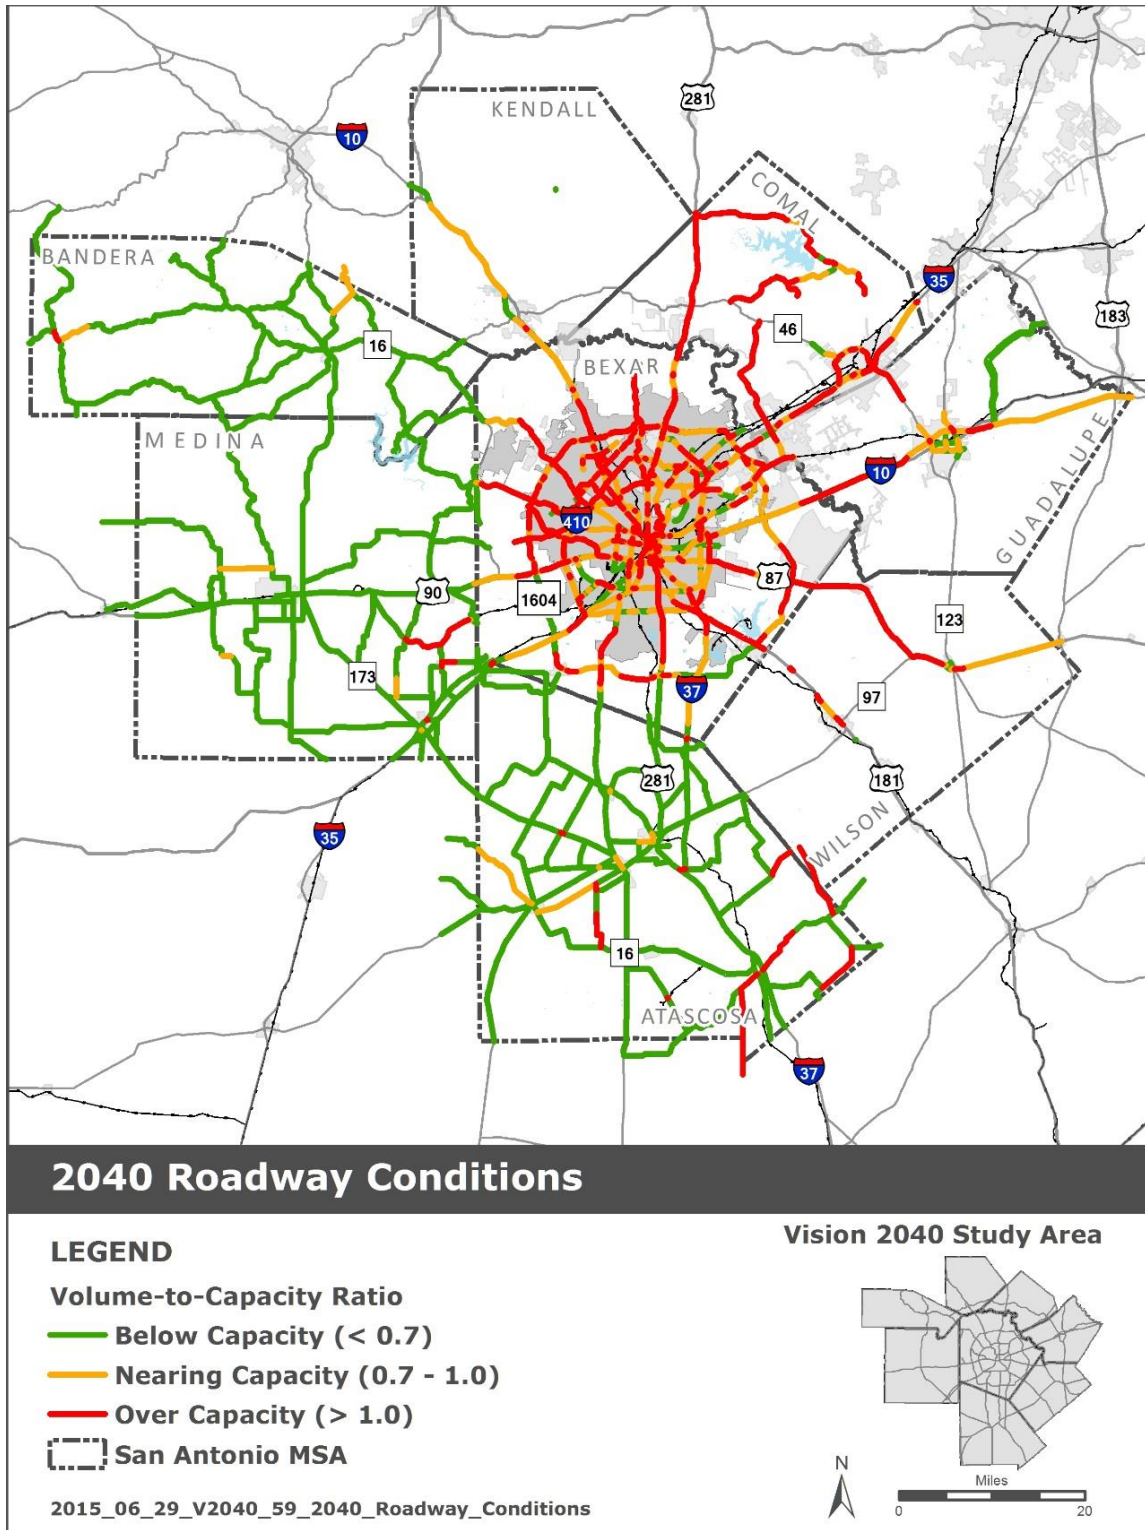 KENDALL
281
10
COMAL
BANDERA
35
183
46
16
BEXAR
MEDINA
10
GUADALUPE
410
90
87
1604
123
173
37
97
281
181
35
WILSON
16
ATASCOSA
37
2040 Roadway Conditions
LEGEND
Volume-to-Capacity Ratio
Below Capacity (< 0.7)
Nearing Capacity (0.7 - 1.0)
Over Capacity (> 1.0)
San Antonio MSA
2015_06_29_V2040_59_2040_Roadway_Conditions
Vision 2040 Study Area
N
Miles
0 20